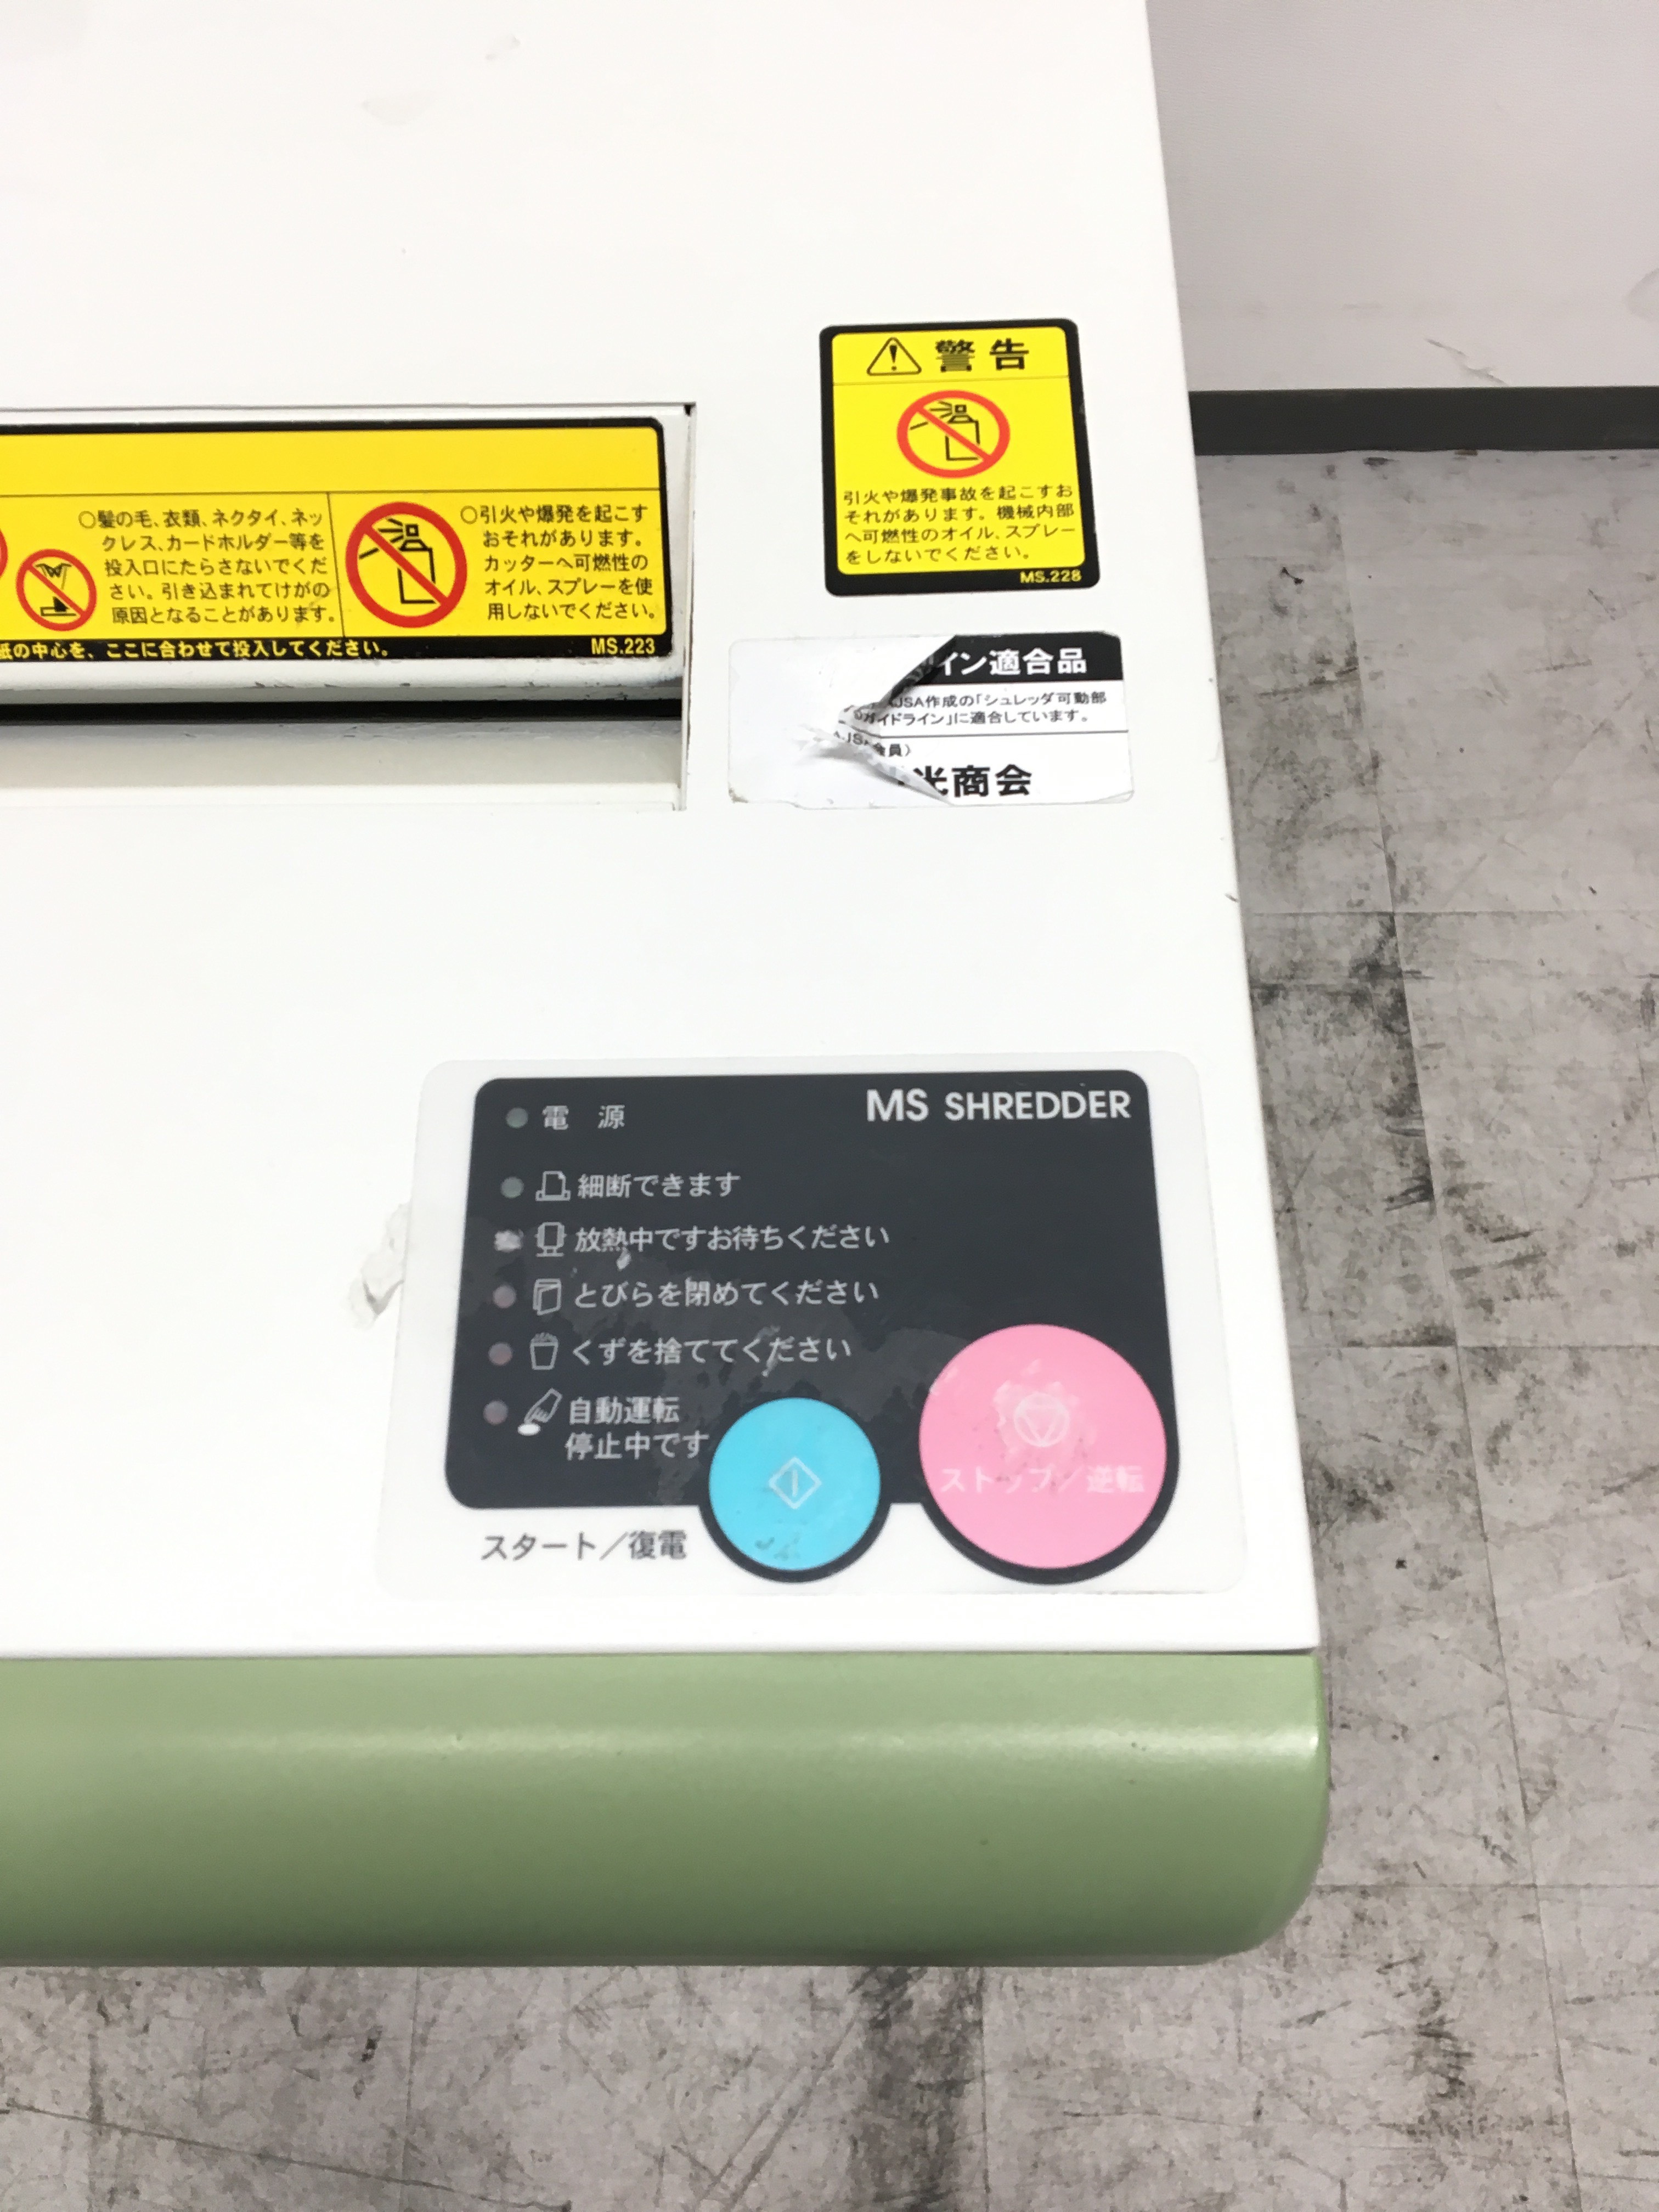 警告
引火や爆発事故を起こすお
それがあります。機械内部
へ可燃性のオイル、スプレー
をしないでください。
MS.228
○髪の毛、衣類、ネクタイ、ネッ
クレス、カードホルダー等を
投入口にたらさないでくだ
さい。引き込まれてけがの
原因となることがあります。
○引火や爆発を起こす
おそれがあります。
カッターへ可燃性の
オイル、スプレーを使
用しないでください。
紙の中心を、ここに合わせて投入してください。
MS.223
イン適合品
JSA作成の「シュレッダ可動部
ガイドライン」に適合しています。
会員）
光商会
MS SHREDDER
電 源
細断できます
放熱中ですお待ちください
とびらを閉めてください
くずを捨ててください
自動運転
停止中です
ストップ／逆転
スタート／復電